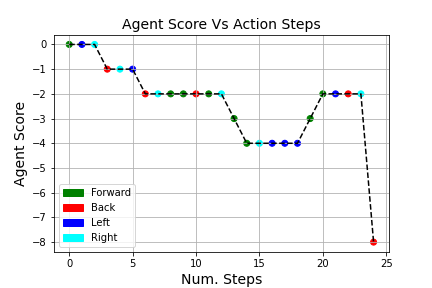 Agent Score Vs Action Steps
0
−1
−2
−3
−4
−5
−6
−7
−8
Agent Score
Forward
Back
Left
Right
0 5 10 15 20 25
Num. Steps